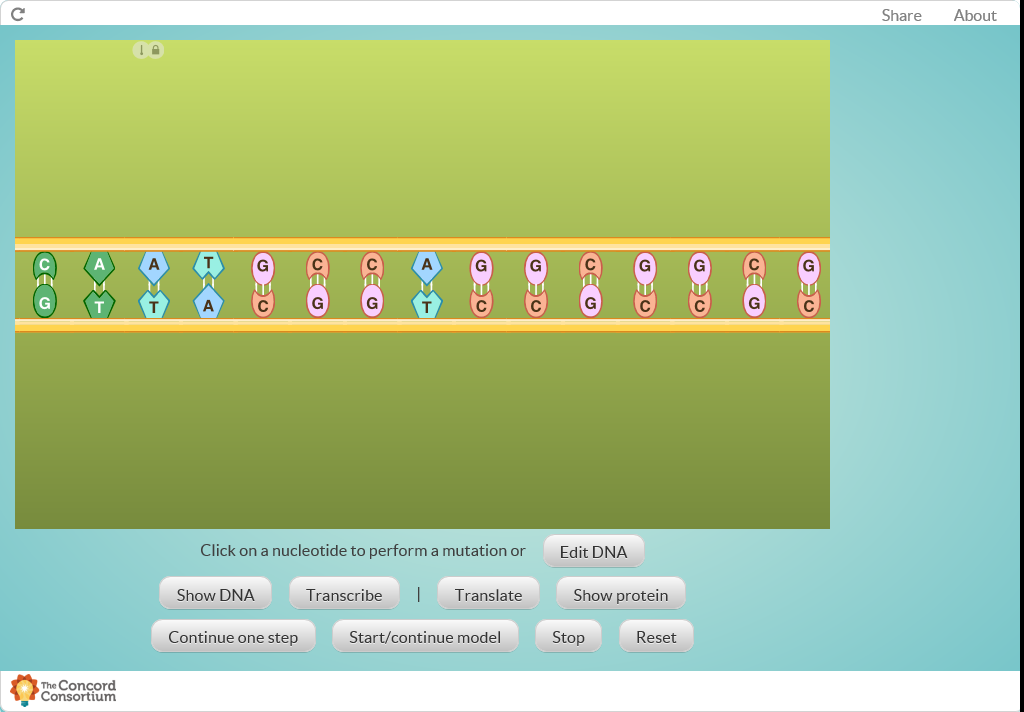 Share About
C A A T G C C A G G C G G C G
G T T A C G G T C C G C C G C
Click on a nucleotide to perform a mutation or Edit DNA
Show DNA Transcribe | Translate Show protein
Continue one step Start/continue model Stop Reset
The Concord
Consortium